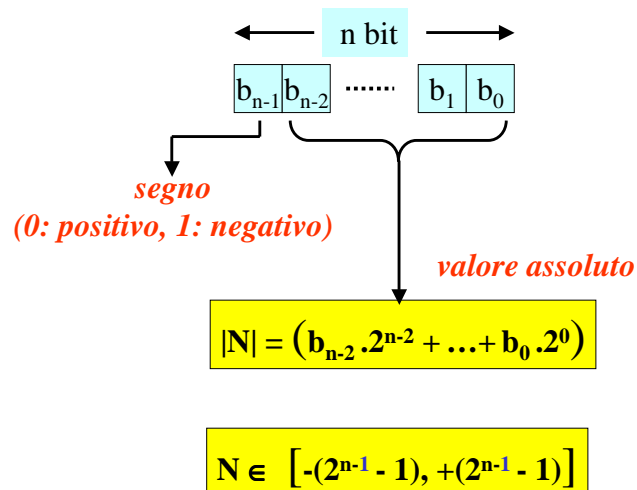 n bit
bₙ₋₁ bₙ₋₂ ...... b₁ b₀
segno
(0: positivo, 1: negativo)
valore assoluto
|N| = (bₙ₋₂ .2ⁿ⁻² + ...+ b₀ .2⁰)
N ∈ [-(2ⁿ⁻¹ - 1), +(2ⁿ⁻¹ - 1)]